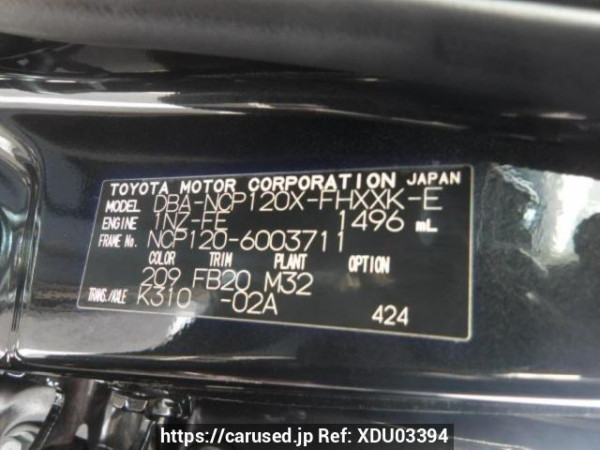 TOYOTA MOTOR CORPORATION JAPAN
MODEL DBA-NCP120X-FHXXK-E
ENGINE 1NZ-FE 1496 mL
FRAME No. NCP120-6003711
COLOR TRIM PLANT OPTION
209 FB20 M32
TRANS./AXLE K310 -02A
424
https://carused.jp Ref: XDU03394